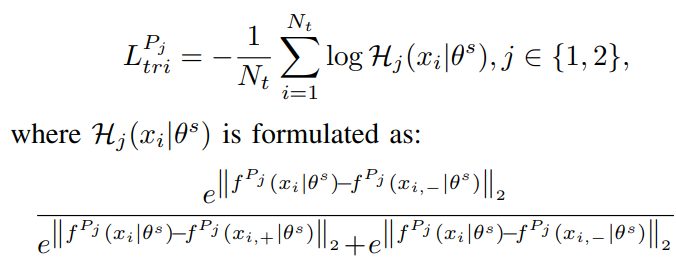 $$L_{tri}^{P_j} = -\frac{1}{N_t}\sum_{i=1}^{N_t} \log \mathcal{H}_j(x_i|\theta^s), j \in \{1, 2\},$$
where $\mathcal{H}_j(x_i|\theta^s)$ is formulated as:
$$\frac{e^{\left\|f^{P_j}(x_i|\theta^s) - f^{P_j}(x_{i,-}|\theta^s)\right\|_2}}{e^{\left\|f^{P_j}(x_i|\theta^s) - f^{P_j}(x_{i,+}|\theta^s)\right\|_2} + e^{\left\|f^{P_j}(x_i|\theta^s) - f^{P_j}(x_{i,-}|\theta^s)\right\|_2}}$$